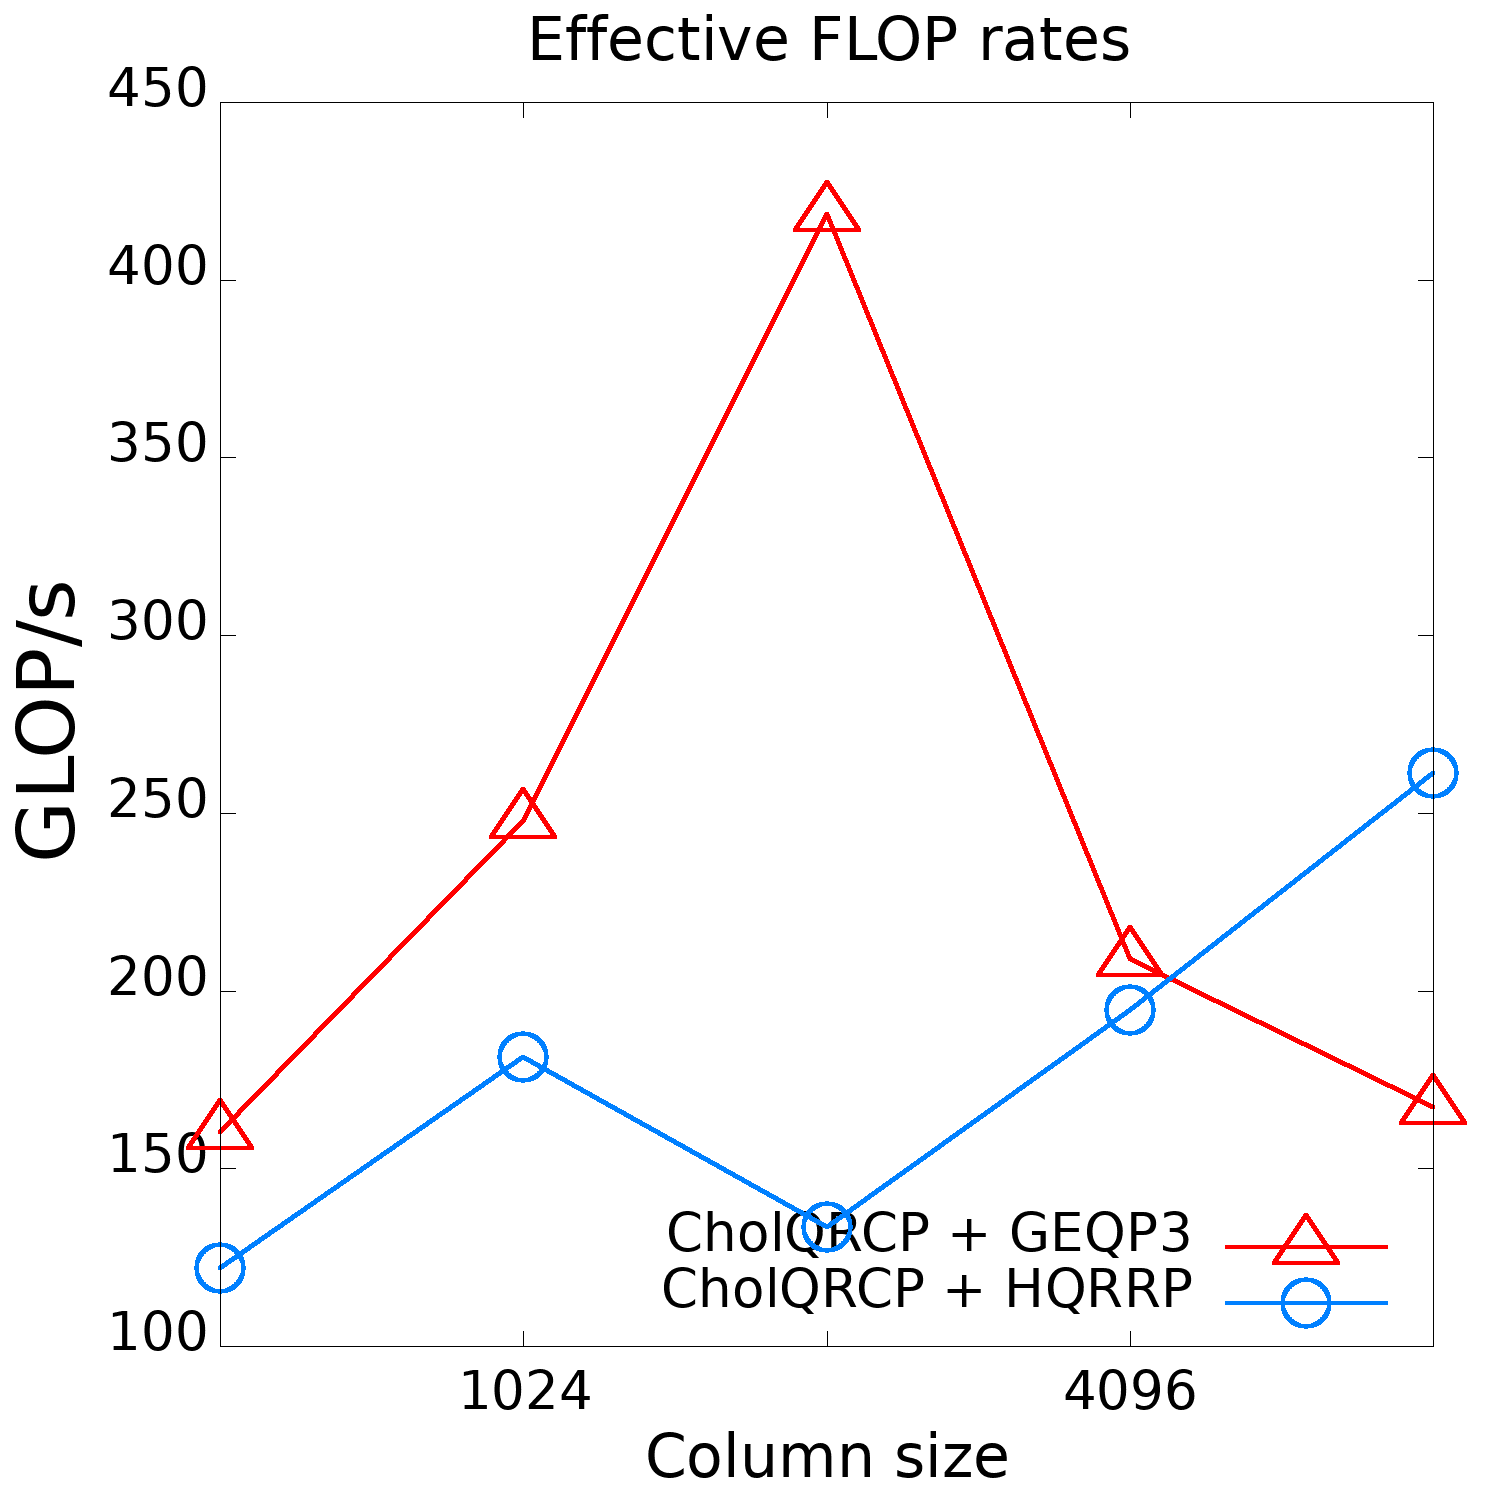 Effective FLOP rates
450
400
350
300
250
200
150
100
GLOP/s
CholQRCP + GEQP3
CholQRCP + HQRRP
1024 4096
Column size